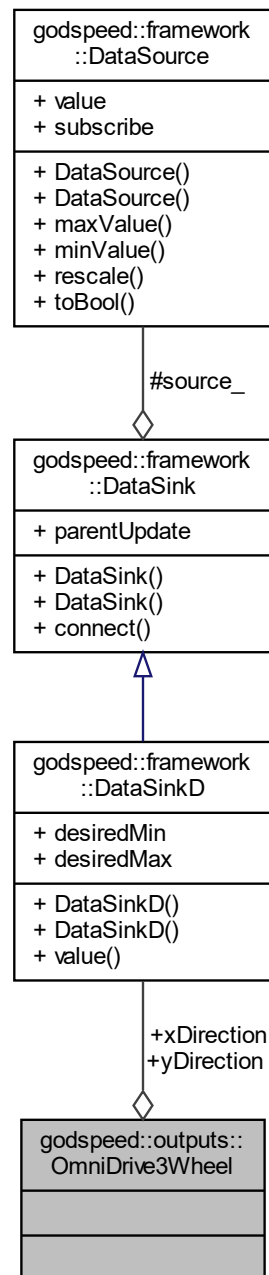 godspeed::framework
::DataSource
+ value
+ subscribe
+ DataSource()
+ DataSource()
+ maxValue()
+ minValue()
+ rescale()
+ toBool()
#source_
godspeed::framework
::DataSink
+ parentUpdate
+ DataSink()
+ DataSink()
+ connect()
godspeed::framework
::DataSinkD
+ desiredMin
+ desiredMax
+ DataSinkD()
+ DataSinkD()
+ value()
+xDirection
+yDirection
godspeed::outputs::
OmniDrive3Wheel